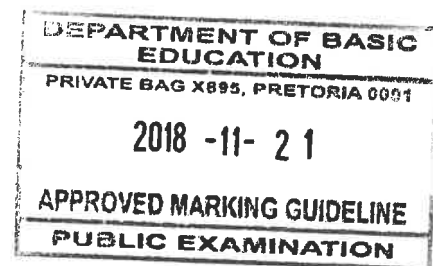 DEPARTMENT OF BASIC
EDUCATION
PRIVATE BAG X895, PRETORIA 0001
2018 -11- 21
APPROVED MARKING GUIDELINE
PUBLIC EXAMINATION